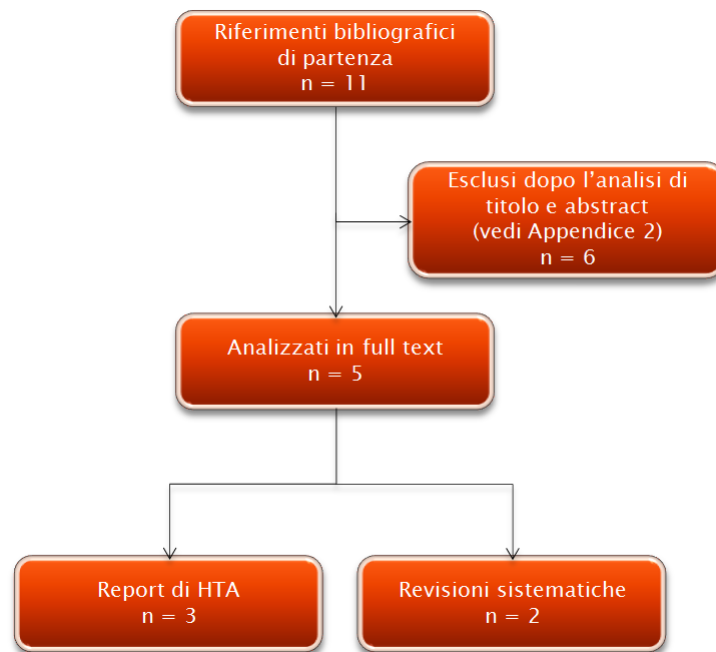 Riferimenti bibliografici
di partenza
n = 11
Esclusi dopo l'analisi di
titolo e abstract
(vedi Appendice 2)
n = 6
Analizzati in full text
n = 5
Report di HTA
n = 3
Revisioni sistematiche
n = 2